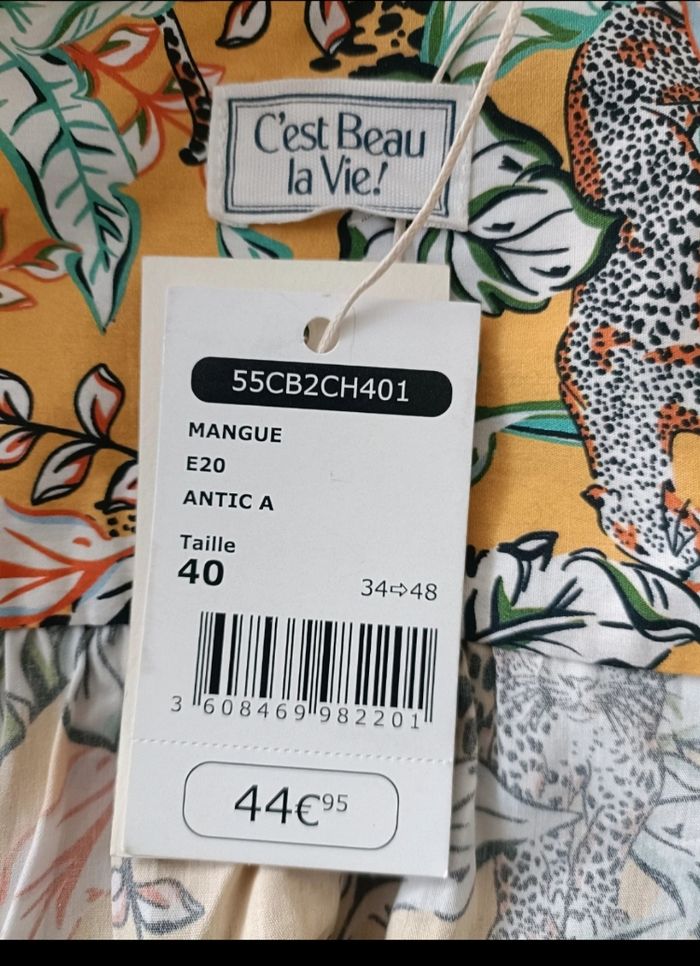 C'est Beau
la Vie!
55CB2CH401
MANGUE
E20
ANTIC A
Taille
40
34⇨48
3 608469 982201
44€95